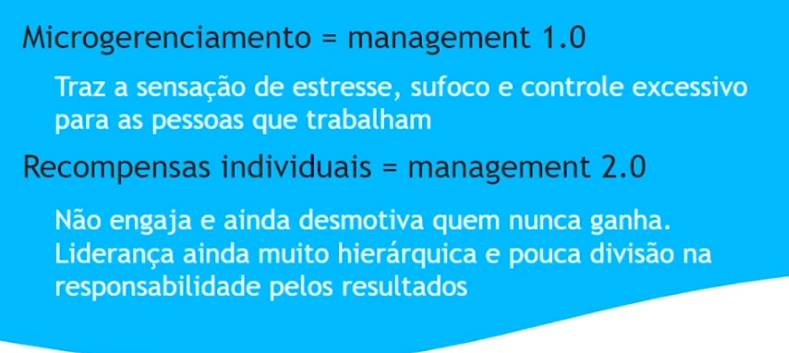 Microgerenciamento = management 1.0
Traz a sensação de estresse, sufoco e controle excessivo
para as pessoas que trabalham
Recompensas individuais = management 2.0
Não engaja e ainda desmotiva quem nunca ganha.
Liderança ainda muito hierárquica e pouca divisão na
responsabilidade pelos resultados